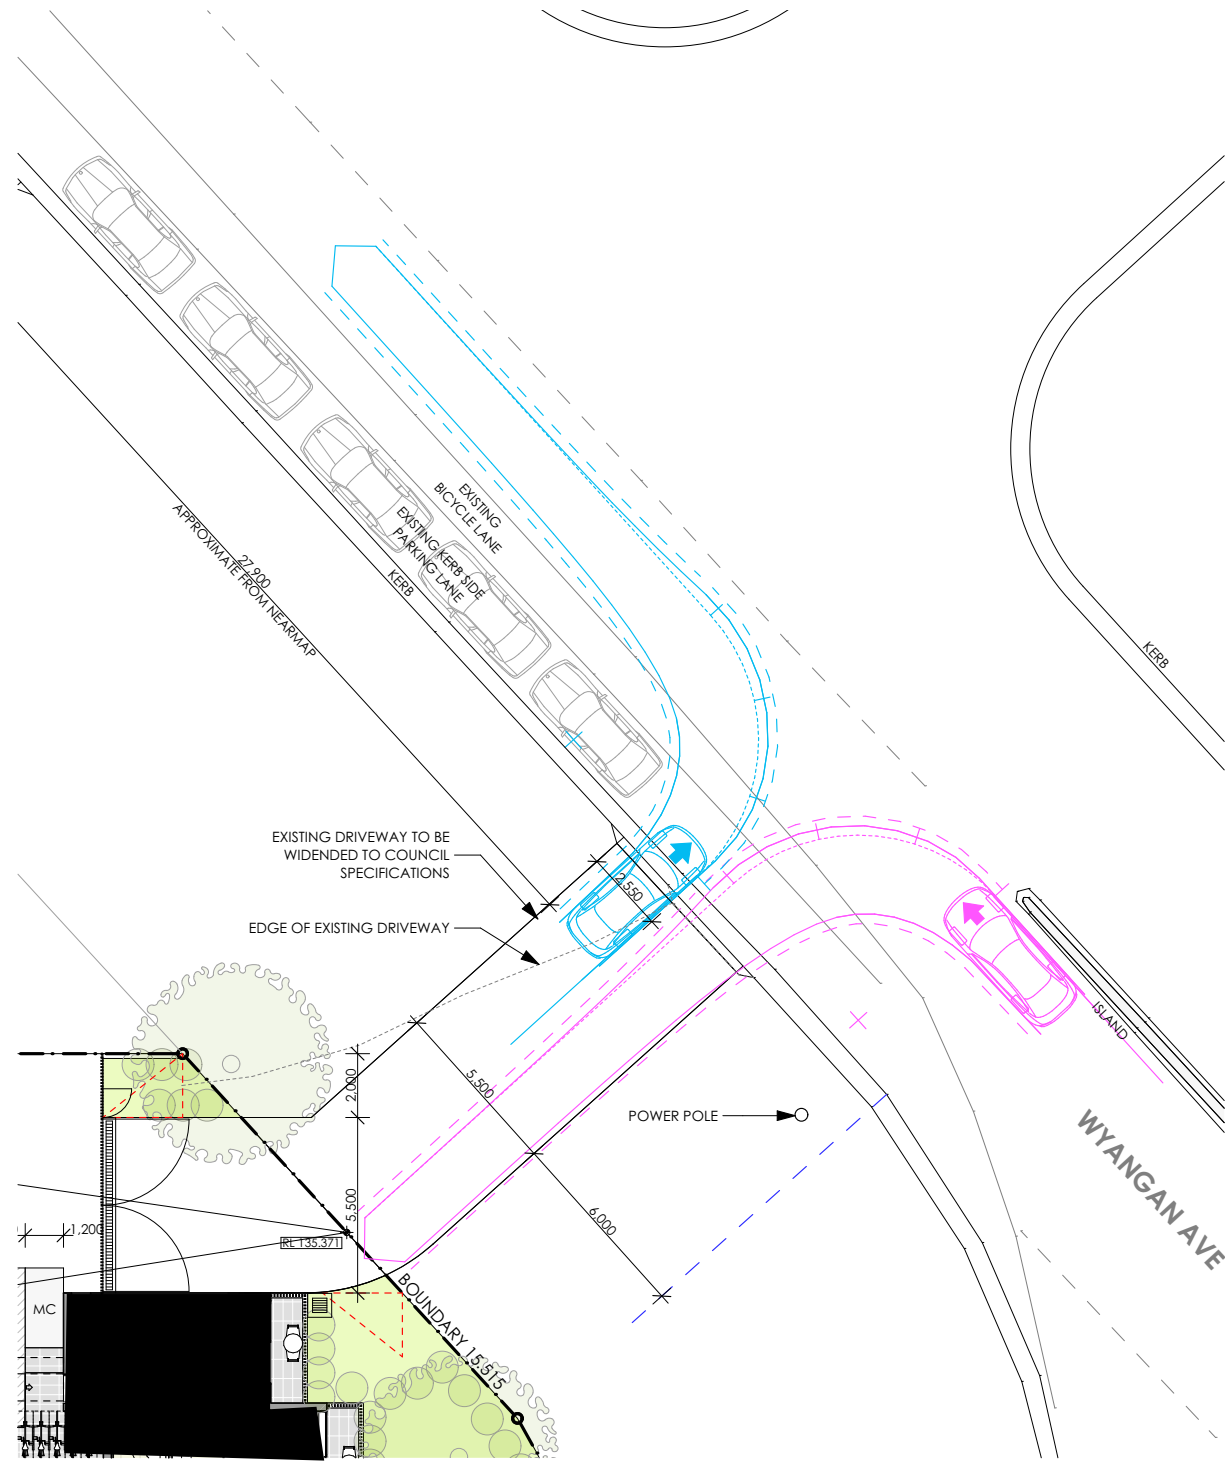 EXISTING
BICYCLE LANE
EXISTING KERB SIDE
PARKING LANE
KERB
27,900
APPROXIMATE FROM NEARMAP
KERB
EXISTING DRIVEWAY TO BE
WIDENDED TO COUNCIL
SPECIFICATIONS
2,550
EDGE OF EXISTING DRIVEWAY
ISLAND
5,500
2,000
POWER POLE
WYANGAN AVE
5,500
6,000
1,200
RL 135.371
BOUNDARY 15.515
MC